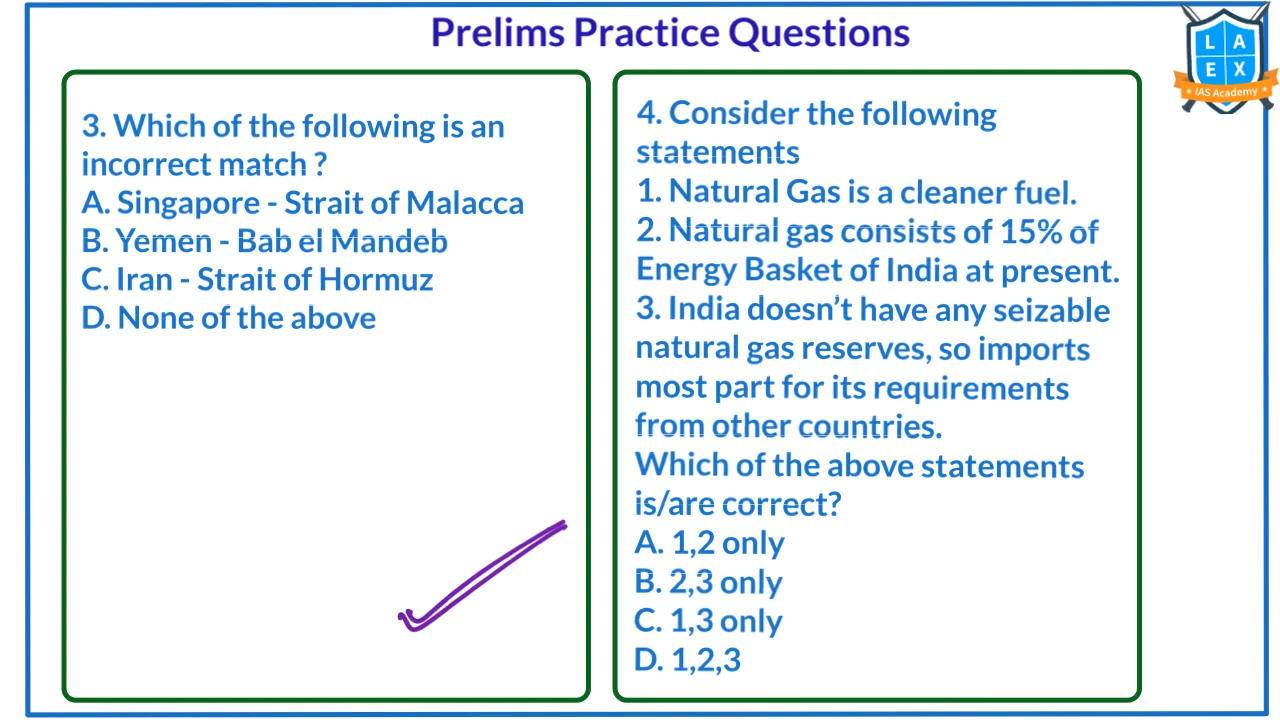 Prelims Practice Questions
L A
E X
IAS Academy
3. Which of the following is an
incorrect match ?
A. Singapore - Strait of Malacca
B. Yemen - Bab el Mandeb
C. Iran - Strait of Hormuz
D. None of the above
4. Consider the following
statements
1. Natural Gas is a cleaner fuel.
2. Natural gas consists of 15% of
Energy Basket of India at present.
3. India doesn’t have any seizable
natural gas reserves, so imports
most part for its requirements
from other countries.
Which of the above statements
is/are correct?
A. 1,2 only
B. 2,3 only
C. 1,3 only
D. 1,2,3